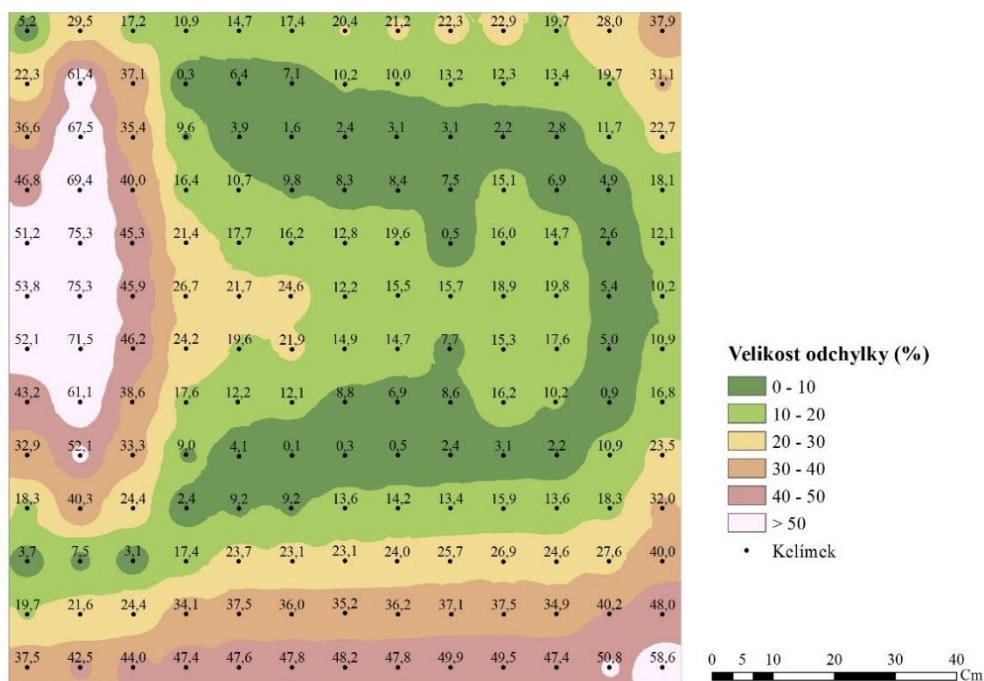 5,2 29,5 17,2 10,9 14,7 17,4 20,4 21,2 22,3 22,9 19,7 28,0 37,9
22,3 61,4 37,1 0,3 6,4 7,1 10,2 10,0 13,2 12,3 13,4 19,7 31,1
36,6 67,5 35,4 9,6 3,9 1,6 2,4 3,1 3,1 2,2 2,8 11,7 22,7
46,8 69,4 40,0 16,4 10,7 9,8 8,3 8,4 7,5 15,1 6,9 4,9 18,1
51,2 75,3 45,3 21,4 17,7 16,2 12,8 19,6 0,5 16,0 14,7 2,6 12,1
53,8 75,3 45,9 26,7 21,7 24,6 12,2 15,5 15,7 18,9 19,8 5,4 10,2
52,1 71,5 46,2 24,2 19,6 21,9 14,9 14,7 7,7 15,3 17,6 5,0 10,9
43,2 61,1 38,6 17,6 12,2 12,1 8,8 6,9 8,6 16,2 10,2 0,9 16,8
32,9 52,1 33,3 9,0 4,1 0,1 0,3 0,5 2,4 3,1 2,2 10,9 23,5
18,3 40,3 24,4 2,4 9,2 9,2 13,6 14,2 13,4 15,9 13,6 18,3 32,0
3,7 7,5 3,1 17,4 23,7 23,1 23,1 24,0 25,7 26,9 24,6 27,6 40,0
19,7 21,6 24,4 34,1 37,5 36,0 35,2 36,2 37,1 37,5 34,9 40,2 48,0
37,5 42,5 44,0 47,4 47,6 47,8 48,2 47,8 49,9 49,5 47,4 50,8 58,6
Velikost odchylky (%)
0 - 10
10 - 20
20 - 30
30 - 40
40 - 50
> 50
Kelímek
0 5 10 20 30 40
Cm